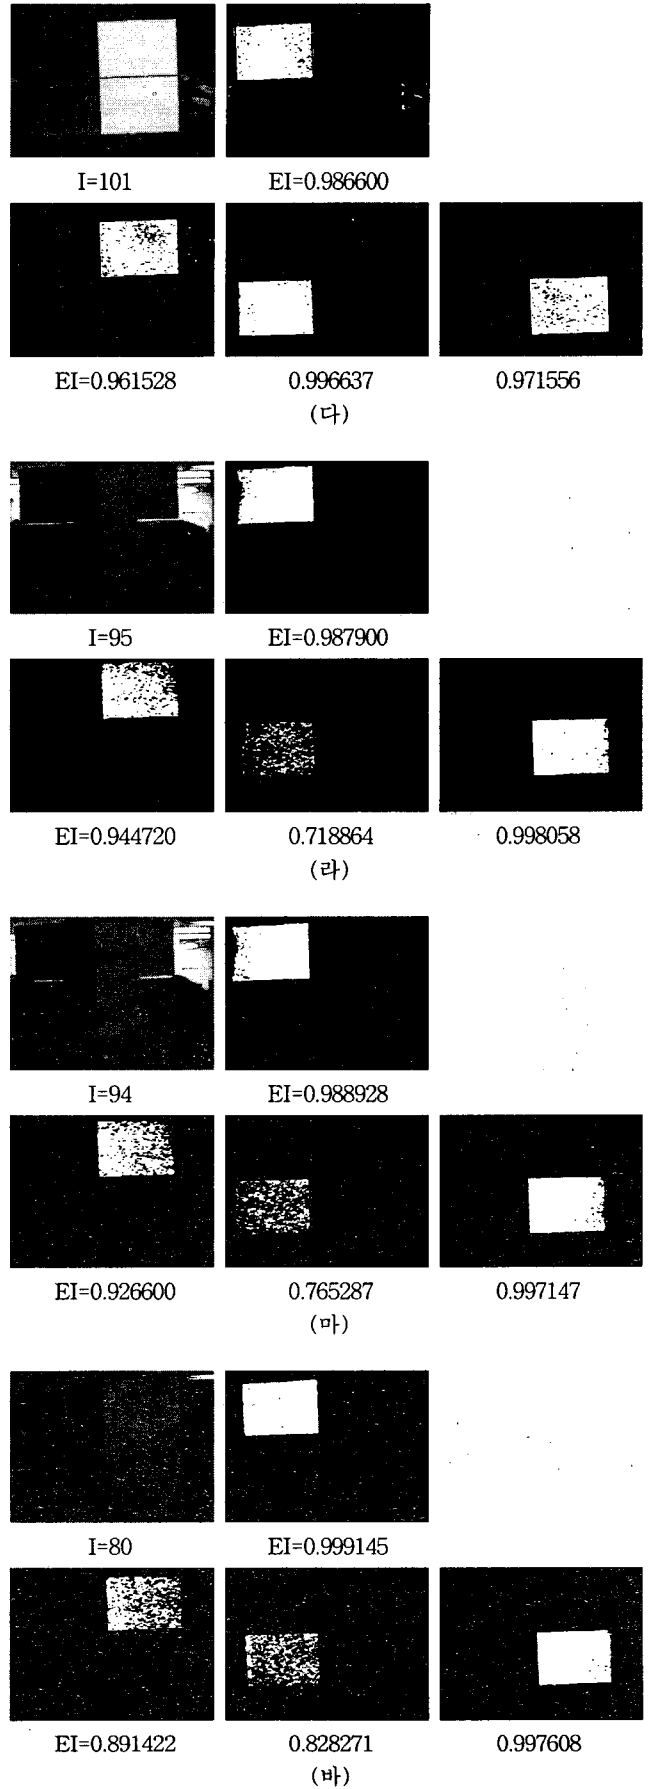 I=101 EI=0.986600
EI=0.961528 0.996637 0.971556
(다)
I=95 EI=0.987900
EI=0.944720 0.718864 0.998058
(라)
I=94 EI=0.988928
EI=0.926600 0.765287 0.997147
(마)
I=80 EI=0.999145
EI=0.891422 0.828271 0.997608
(바)